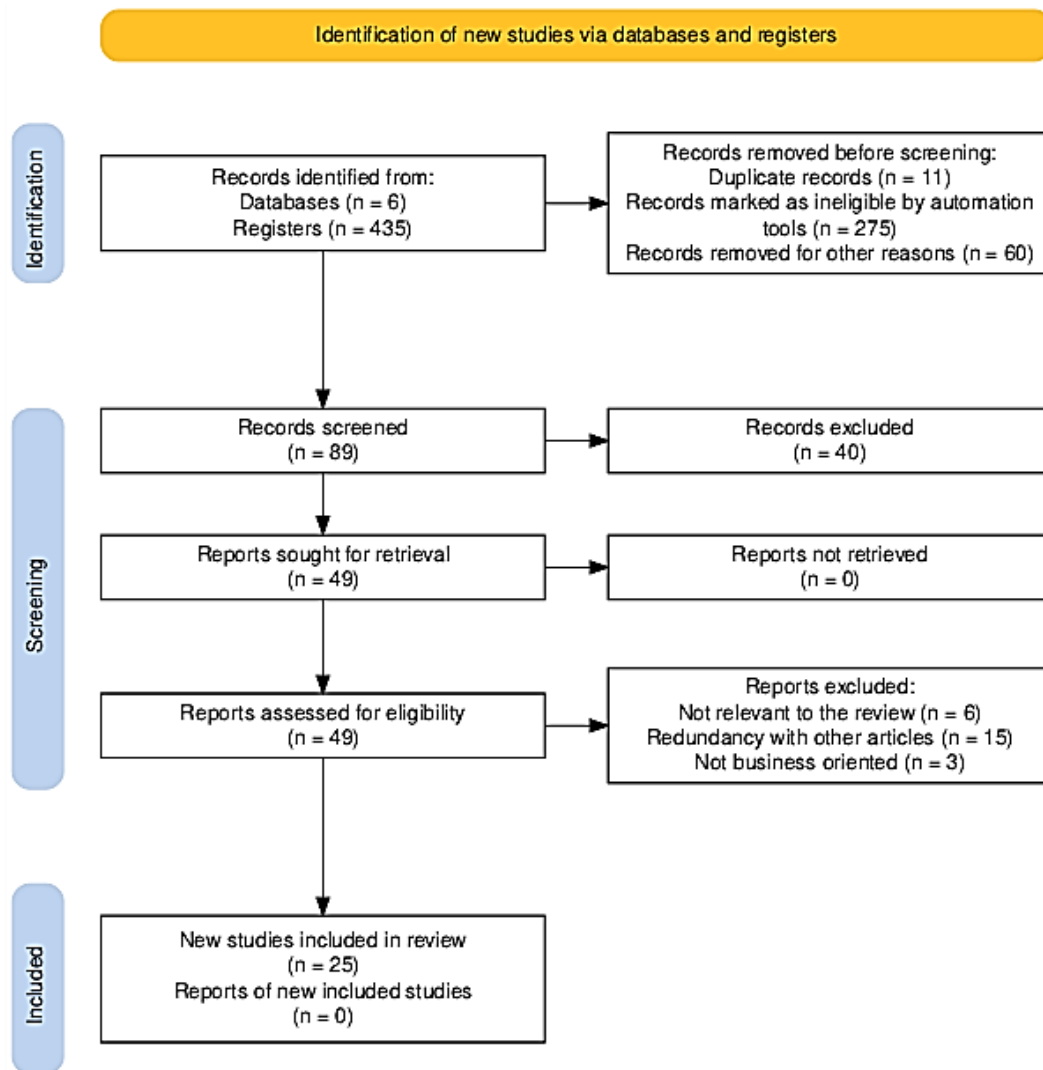 Identification of new studies via databases and registers
Identification
Records identified from:
Databases (n = 6)
Registers (n = 435)
Records removed before screening:
Duplicate records (n = 11)
Records marked as ineligible by automation
tools (n = 275)
Records removed for other reasons (n = 60)
Screening
Records screened
(n = 89)
Records excluded
(n = 40)
Reports sought for retrieval
(n = 49)
Reports not retrieved
(n = 0)
Reports assessed for eligibility
(n = 49)
Reports excluded:
Not relevant to the review (n = 6)
Redundancy with other articles (n = 15)
Not business oriented (n = 3)
Included
New studies included in review
(n = 25)
Reports of new included studies
(n = 0)